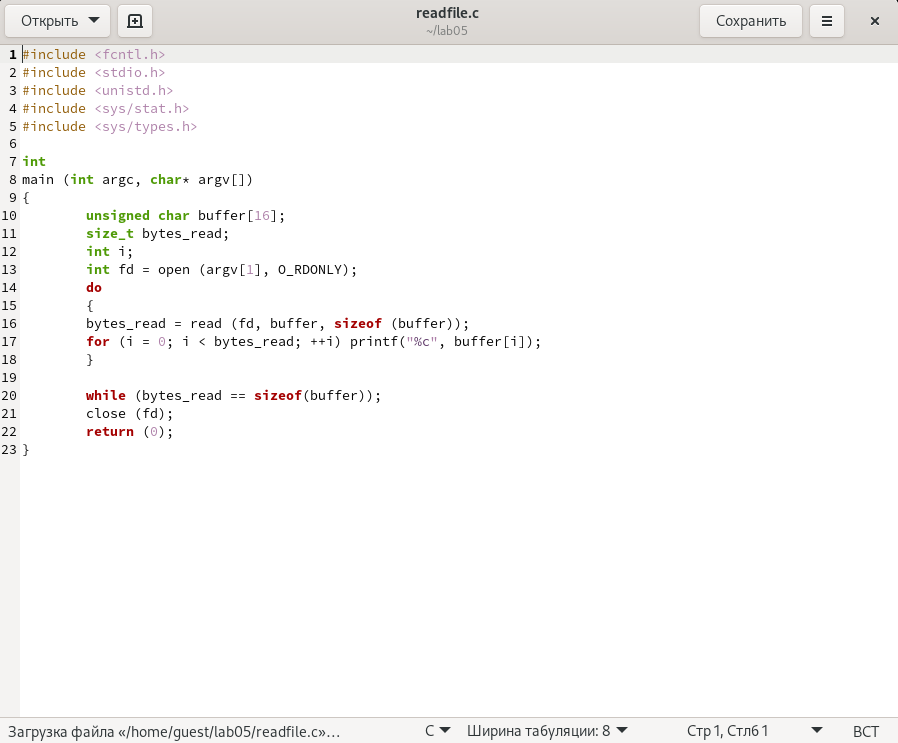 Открыть
readfile.c
~/lab05
Сохранить
1 #include <fcntl.h>
2 #include <stdio.h>
3 #include <unistd.h>
4 #include <sys/stat.h>
5 #include <sys/types.h>
6
7 int
8 main (int argc, char* argv[])
9 {
10         unsigned char buffer[16];
11         size_t bytes_read;
12         int i;
13         int fd = open (argv[1], O_RDONLY);
14         do
15         {
16         bytes_read = read (fd, buffer, sizeof (buffer));
17         for (i = 0; i < bytes_read; ++i) printf("%c", buffer[i]);
18         }
19
20         while (bytes_read == sizeof(buffer));
21         close (fd);
22         return (0);
23 }
Загрузка файла «/home/guest/lab05/readfile.c»… C Ширина табуляции: 8 Стр 1, Стлб 1 ВСТ